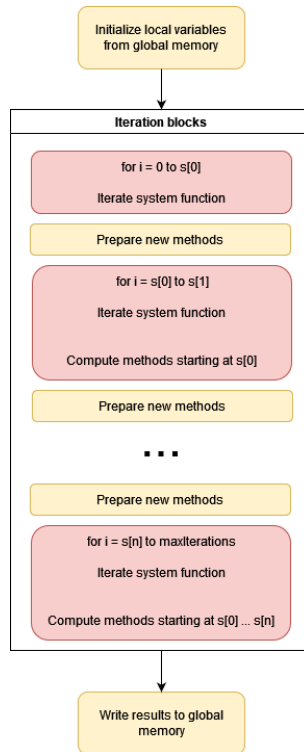 Initialize local variables
from global memory
Iteration blocks
for i = 0 to s[0]
Iterate system function
Prepare new methods
for i = s[0] to s[1]
Iterate system function
Compute methods starting at s[0]
Prepare new methods
...
Prepare new methods
for i = s[n] to maxIterations
Iterate system function
Compute methods starting at s[0] ... s[n]
Write results to global
memory